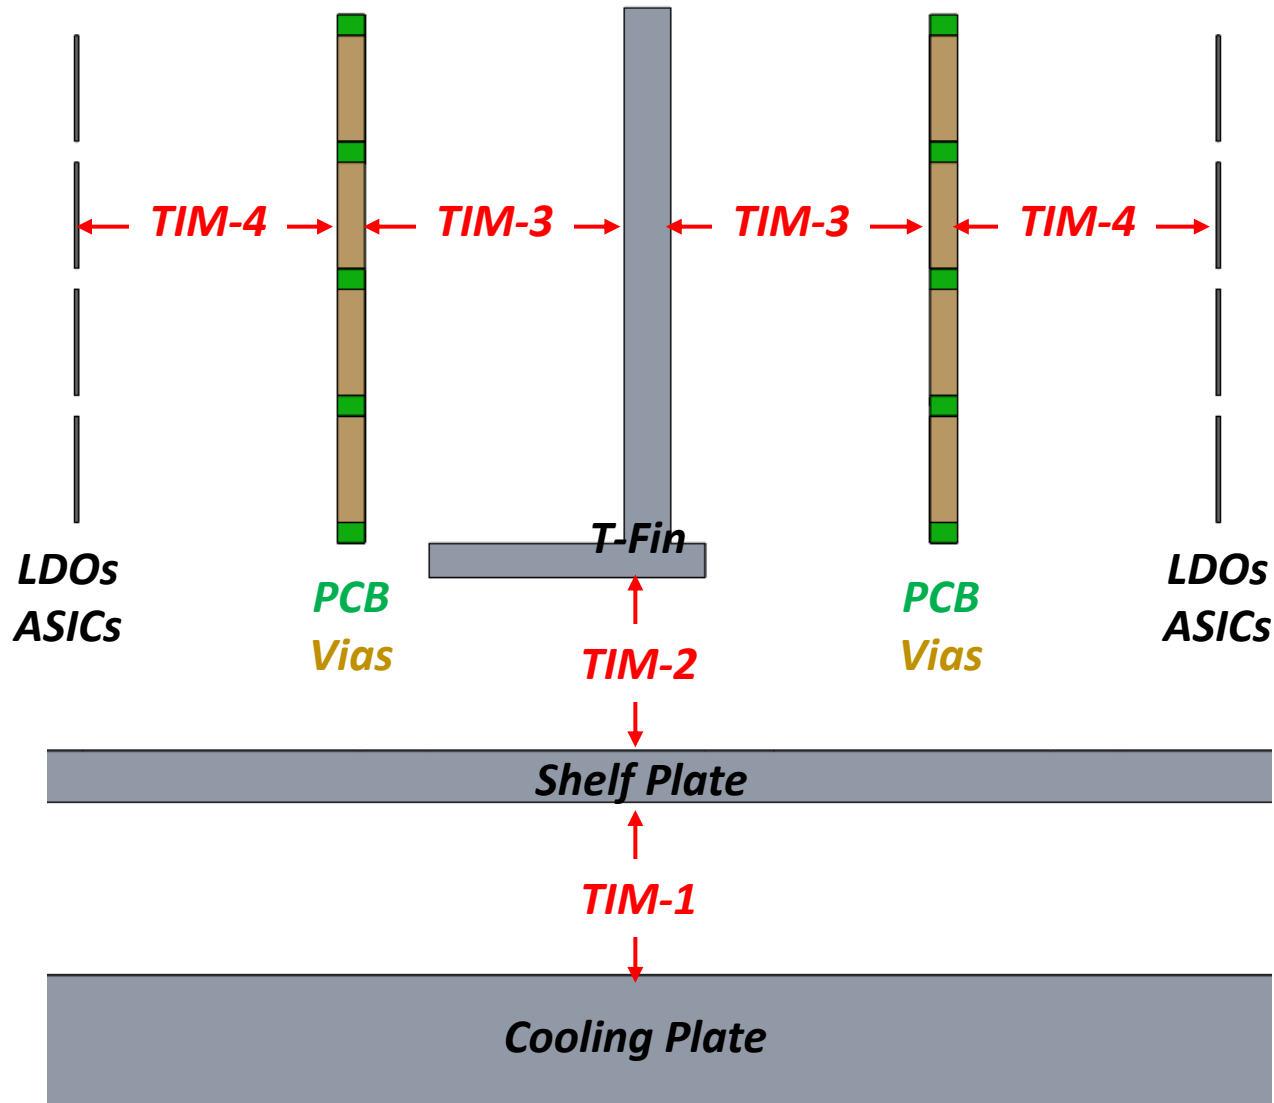 TIM-4
TIM-3
TIM-3
TIM-4
T-Fin
LDOs
ASICs
PCB
Vias
PCB
Vias
LDOs
ASICs
TIM-2
Shelf Plate
TIM-1
Cooling Plate